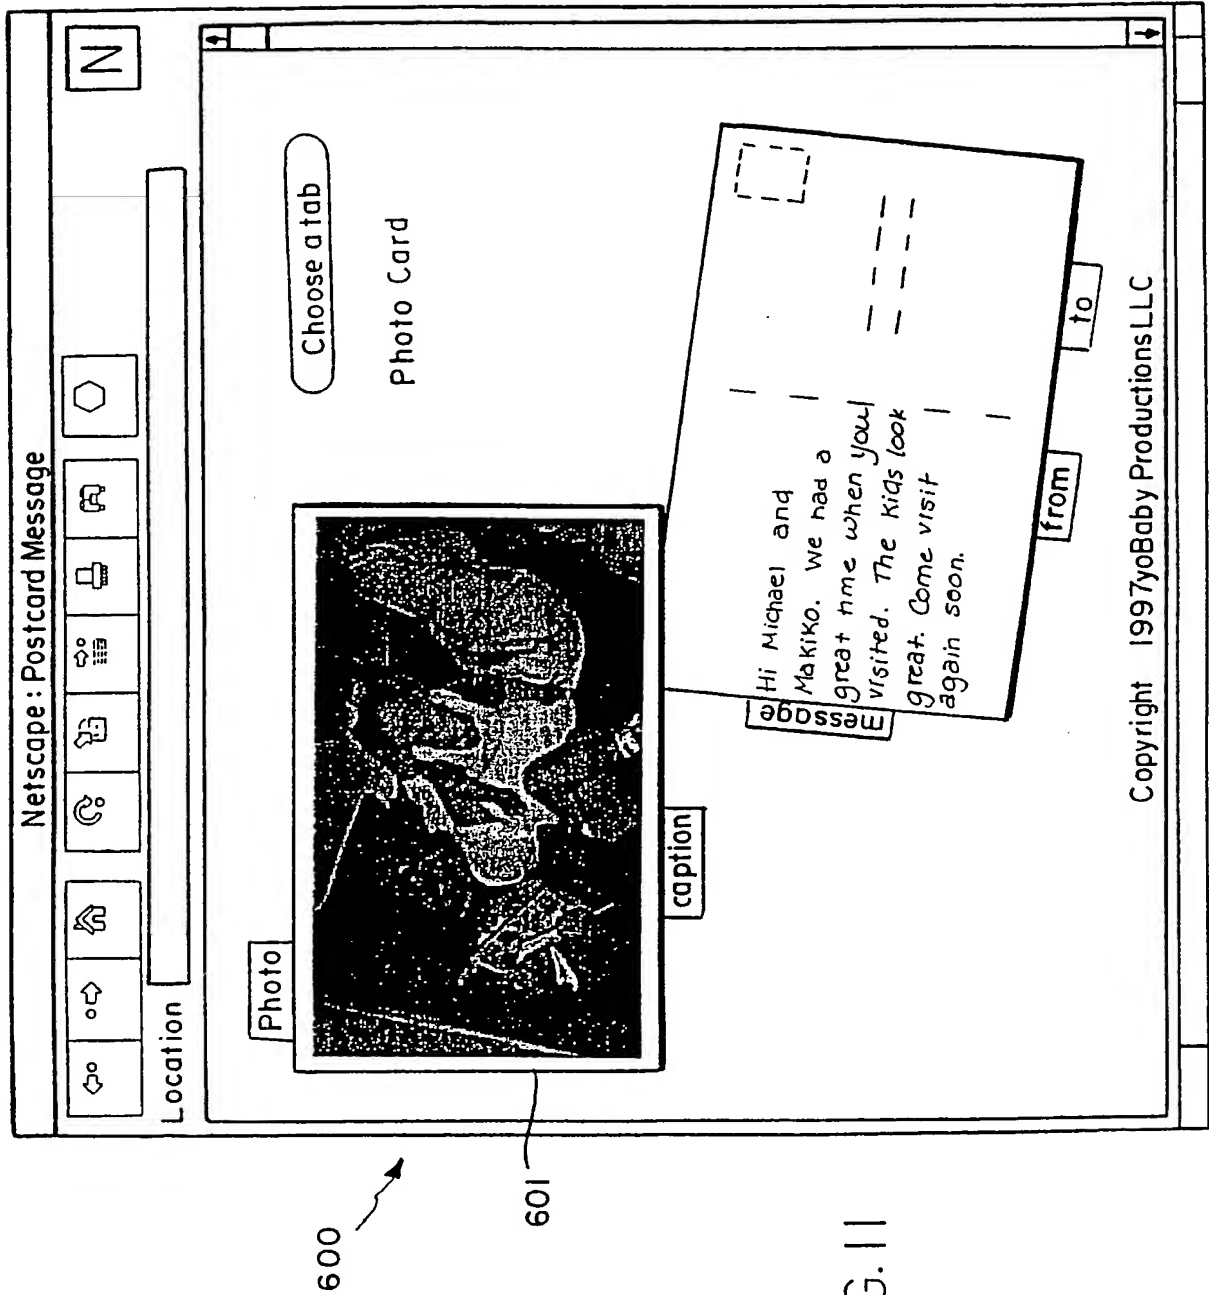 Netscape: Postcard Message
N
Location
Choose a tab
Photo Card
Photo
caption
Hi Michael and
Makiko. We had a
great time when you
visited. The kids look
great. Come visit
again soon.
message
from
to
Copyright 1997yoBaby Productions LLC
600
601
G. 11